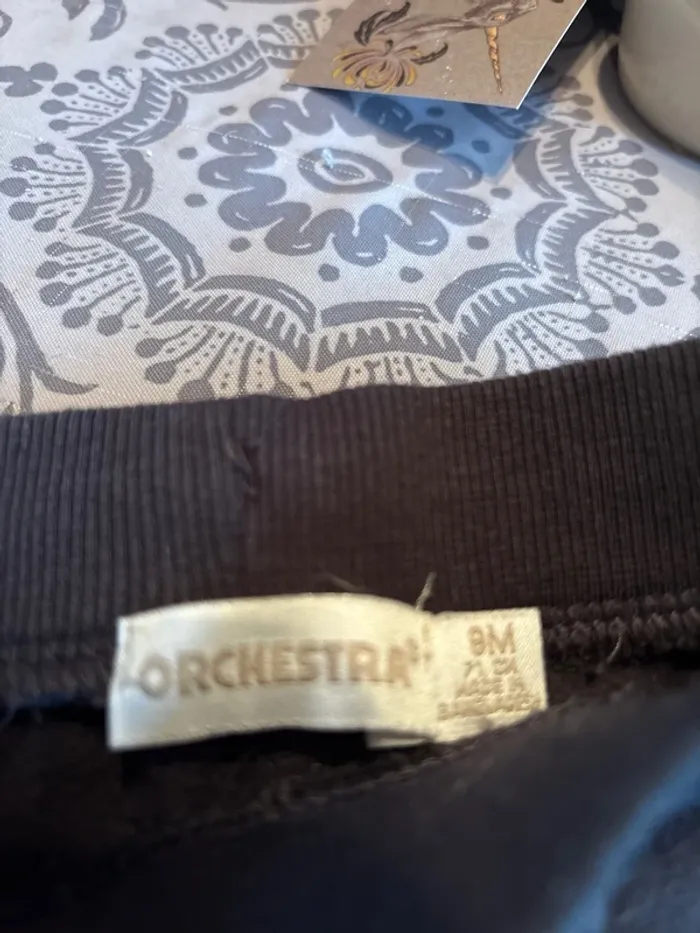 ORCHESTRA
9M
71 CM
MADE IN
BANGLADESH